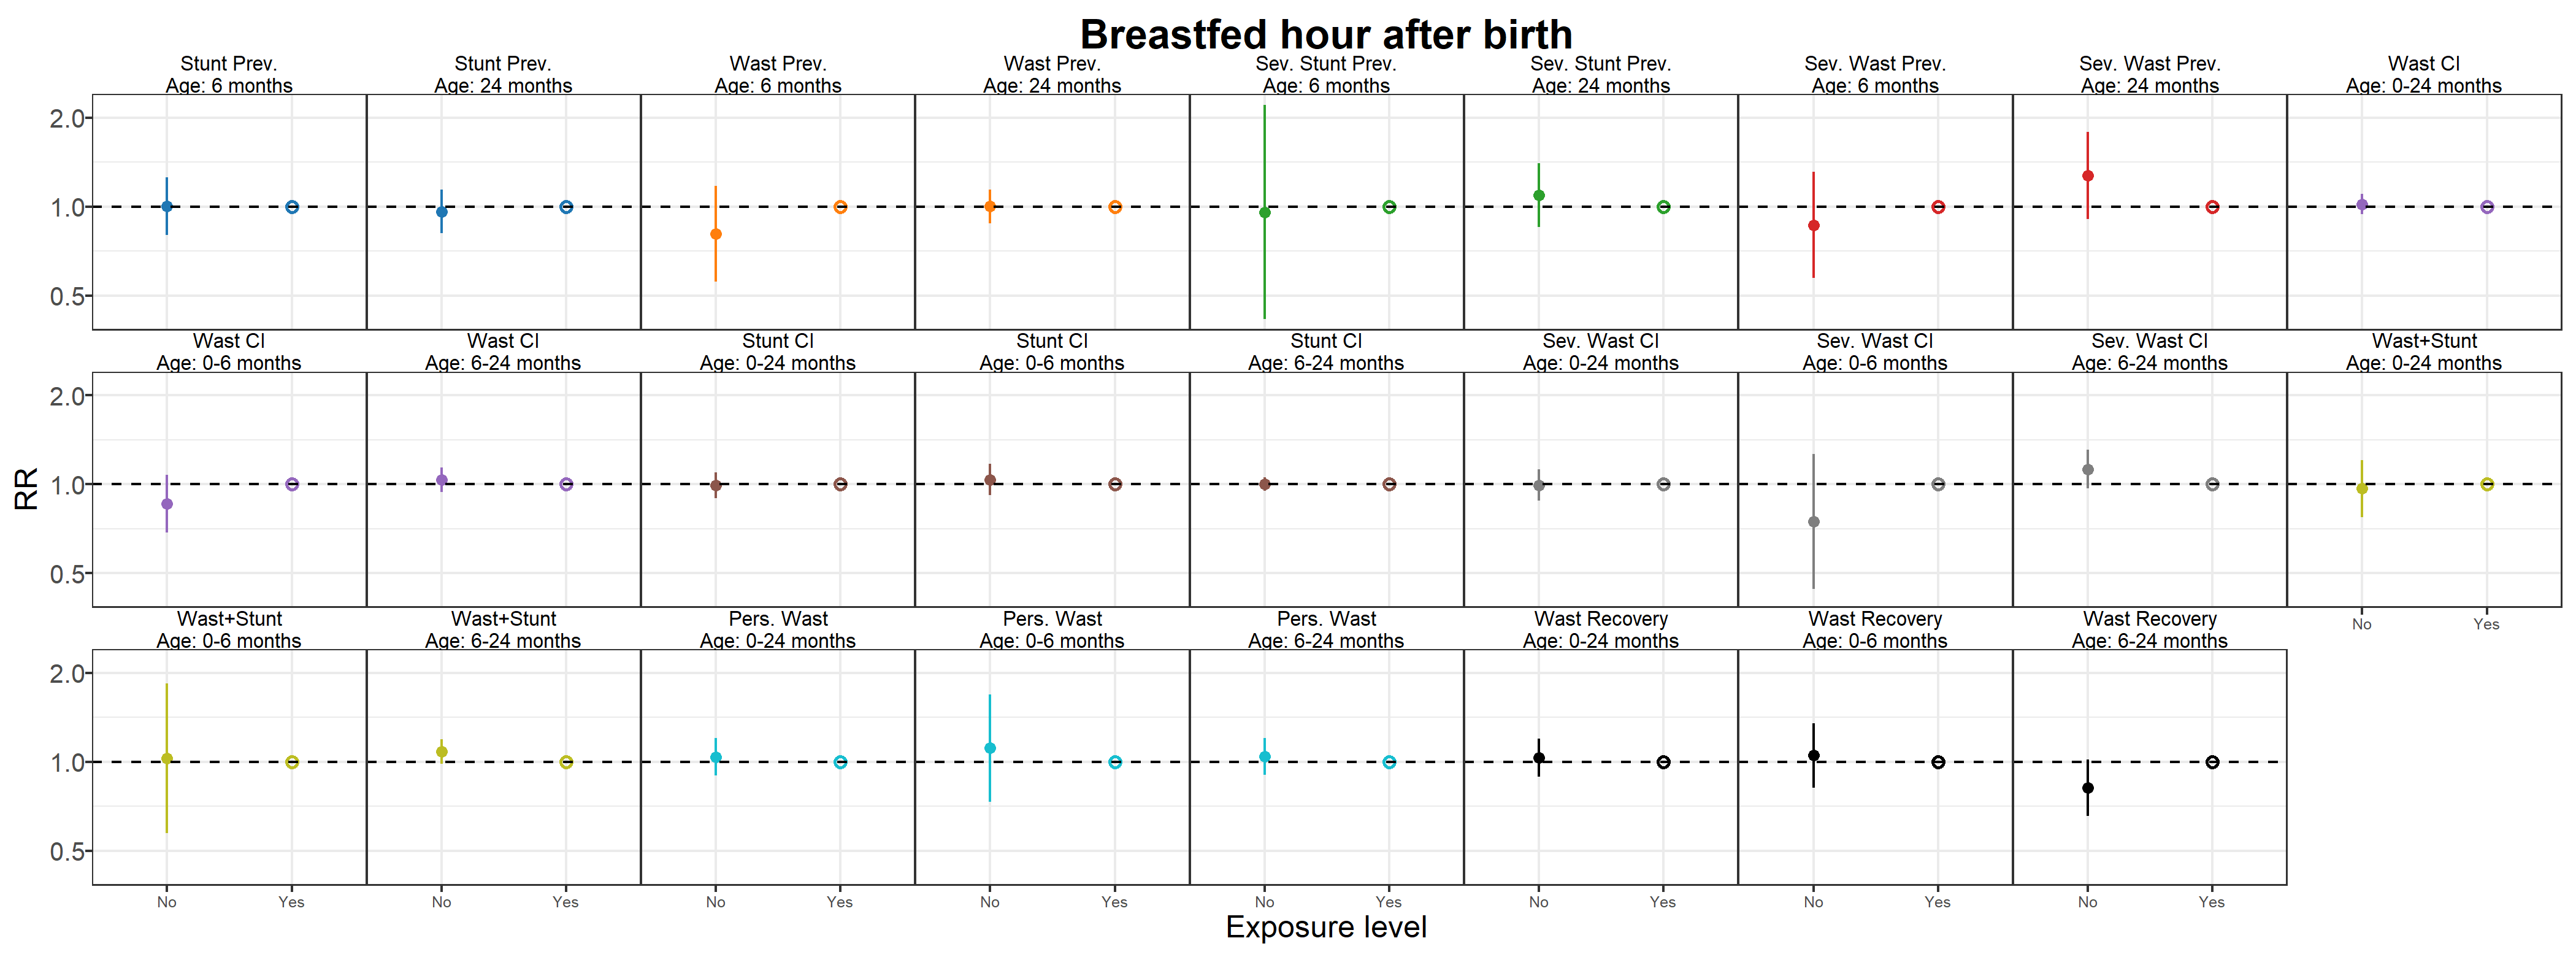 Breastfed hour after birth
Stunt Prev. Stunt Prev. Wast Prev. Wast Prev. Sev. Stunt Prev. Sev. Stunt Prev. Sev. Wast Prev. Sev. Wast Prev. Wast CI
Age: 6 months Age: 24 months Age: 6 months Age: 24 months Age: 6 months Age: 24 months Age: 6 months Age: 24 months Age: 0-24 months
2.0
1.0
0.5
Wast CI Wast CI Stunt CI Stunt CI Stunt CI Sev. Wast CI Sev. Wast CI Sev. Wast CI Wast+Stunt
Age: 0-6 months Age: 6-24 months Age: 0-24 months Age: 0-6 months Age: 6-24 months Age: 0-24 months Age: 0-6 months Age: 6-24 months Age: 0-24 months
2.0
1.0
RR
0.5
Wast+Stunt Wast+Stunt Pers. Wast Pers. Wast Pers. Wast Wast Recovery Wast Recovery Wast Recovery No Yes
Age: 0-6 months Age: 6-24 months Age: 0-24 months Age: 0-6 months Age: 6-24 months Age: 0-24 months Age: 0-6 months Age: 6-24 months
2.0
1.0
0.5
No Yes No Yes No Yes No Yes No Yes No Yes No Yes No Yes
Exposure level